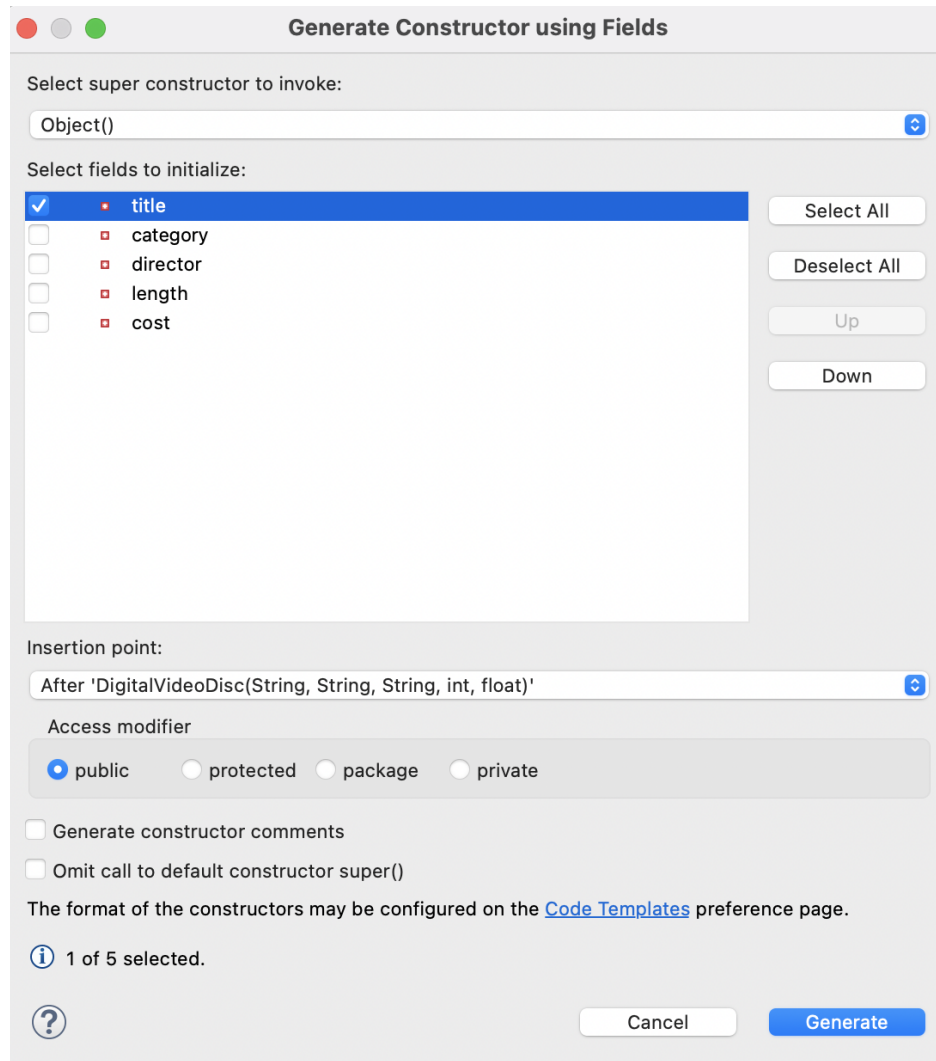 Generate Constructor using Fields
Select super constructor to invoke:
Object()
Select fields to initialize:
title
category
director
length
cost
Select All
Deselect All
Up
Down
Insertion point:
After 'DigitalVideoDisc(String, String, String, int, float)'
Access modifier
public protected package private
Generate constructor comments
Omit call to default constructor super()
The format of the constructors may be configured on the Code Templates preference page.
i 1 of 5 selected.
? Cancel Generate